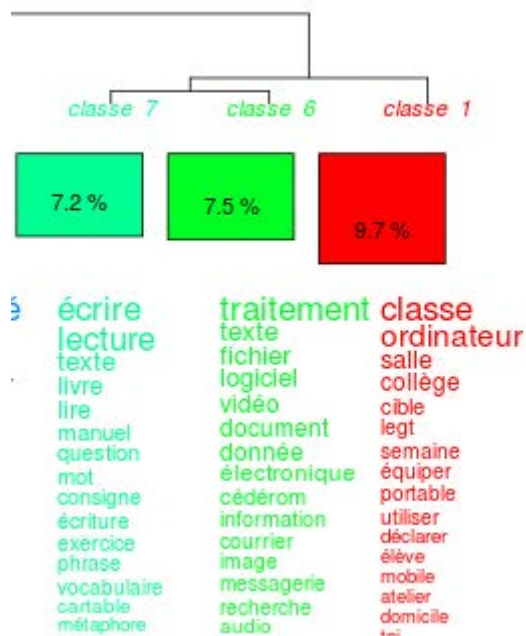 classe 7 classe 6 classe 1
7.2 % 7.5 % 9.7 %
é écrire traitement classe
lecture texte ordinateur
texte fichier salle
livre logiciel collège
lire vidéo cible
manuel document legt
question donnée semaine
mot électronique équiper
consigne cédérom portable
écriture information utiliser
exercice courrier déclarer
phrase image élève
vocabulaire messagerie mobile
cartable recherche atelier
métaphore audio domicile